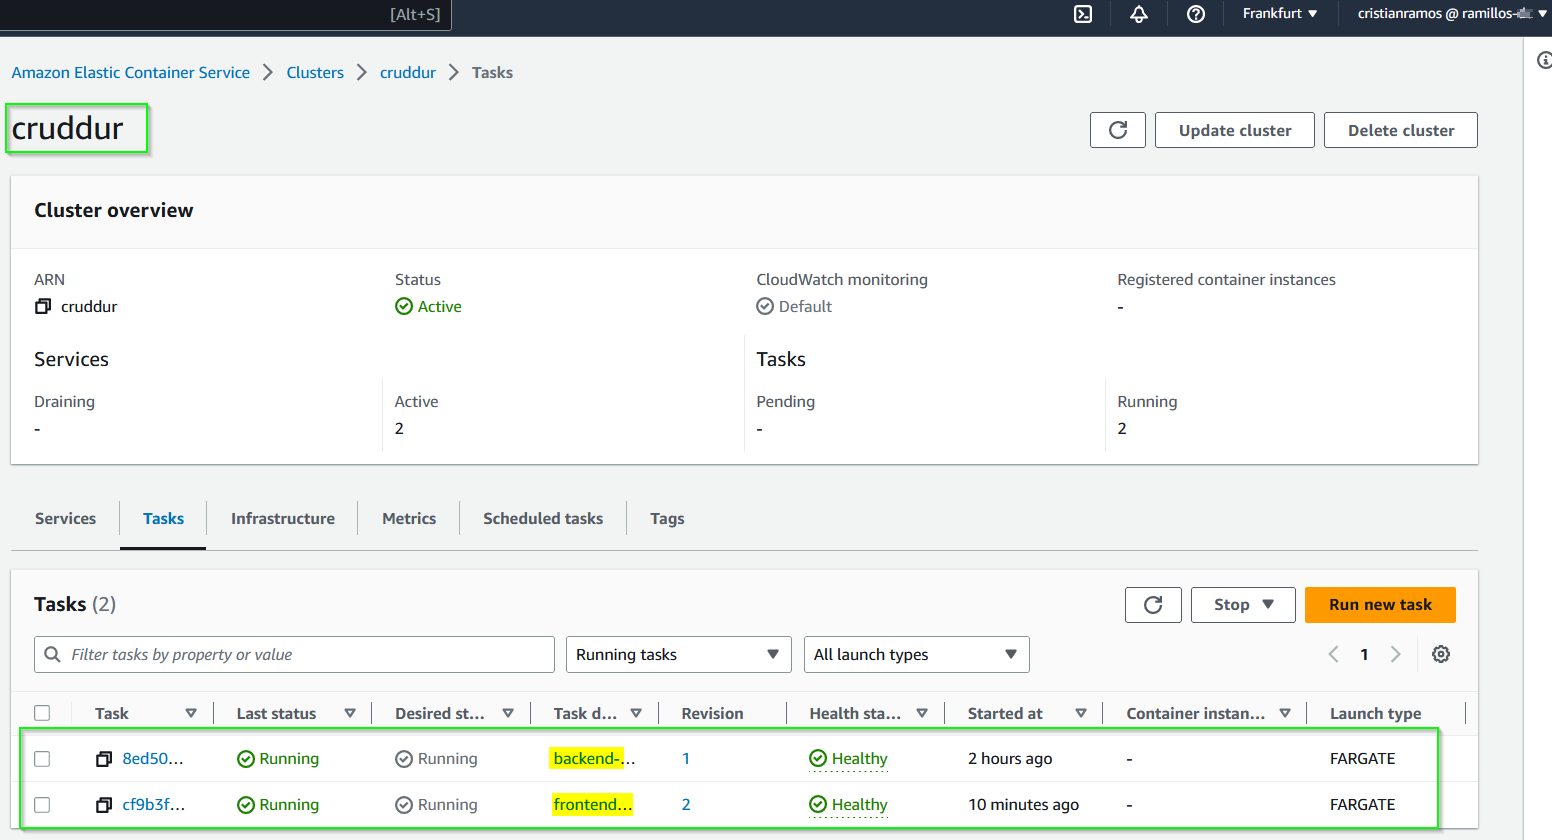 [Alt+S]
Frankfurt
cristianramos @ ramillos-
Amazon Elastic Container Service
Clusters
cruddur
Tasks
cruddur
Update cluster
Delete cluster
Cluster overview
ARN
Status
CloudWatch monitoring
Registered container instances
cruddur
Active
Default
-
Services
Tasks
Draining
Active
Pending
Running
-
2
-
2
Services
Tasks
Infrastructure
Metrics
Scheduled tasks
Tags
Tasks (2)
Stop
Run new task
Filter tasks by property or value
Running tasks
All launch types
1
Task
Last status
Desired st...
Task d...
Revision
Health sta...
Started at
Container instan...
Launch type
8ed50...
Running
Running
backend-...
1
Healthy
2 hours ago
-
FARGATE
cf9b3f...
Running
Running
frontend...
2
Healthy
10 minutes ago
-
FARGATE